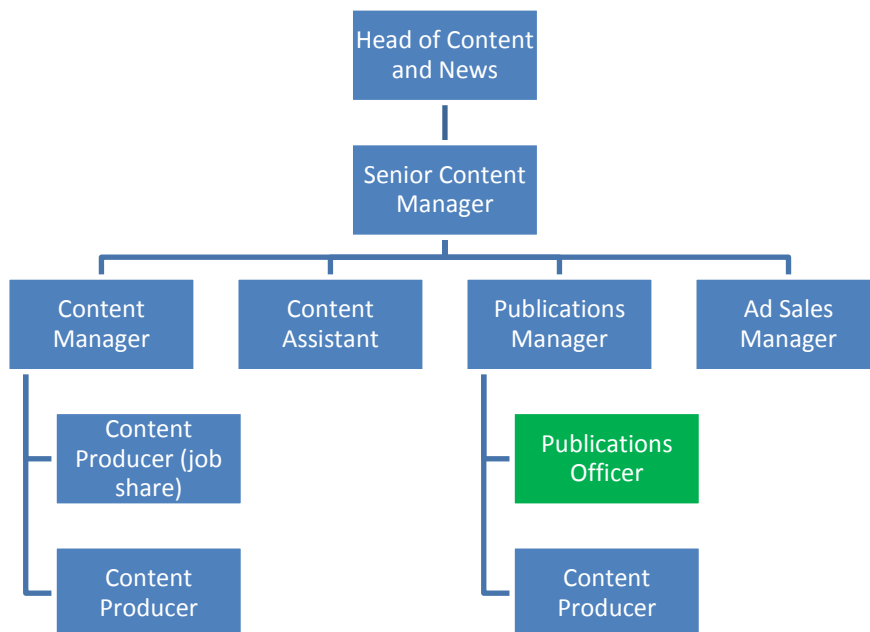 Head of Content
and News
Senior Content
Manager
Content
Manager
Content
Assistant
Publications
Manager
Ad Sales
Manager
Content
Producer (job
share)
Publications
Officer
Content
Producer
Content
Producer